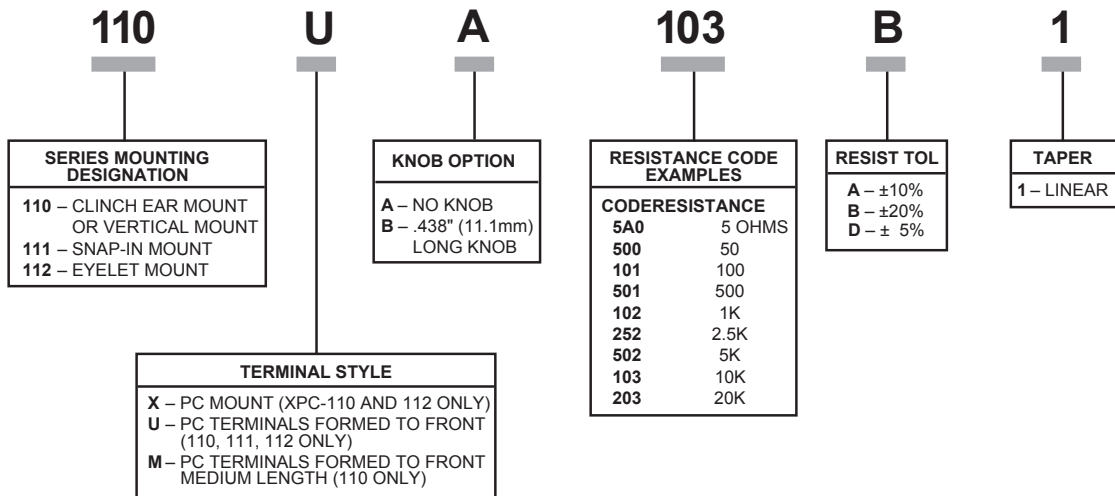 110 U A 103 B 1
SERIES MOUNTING
DESIGNATION
110 – CLINCH EAR MOUNT
OR VERTICAL MOUNT
111 – SNAP-IN MOUNT
112 – EYELET MOUNT
KNOB OPTION
A – NO KNOB
B – .438" (11.1mm)
LONG KNOB
RESISTANCE CODE
EXAMPLES
CODERESISTANCE
5A0 5 OHMS
500 50
101 100
501 500
102 1K
252 2.5K
502 5K
103 10K
203 20K
RESIST TOL
A – ±10%
B – ±20%
D – ± 5%
TAPER
1 – LINEAR
TERMINAL STYLE
X – PC MOUNT (XPC-110 AND 112 ONLY)
U – PC TERMINALS FORMED TO FRONT
(110, 111, 112 ONLY)
M – PC TERMINALS FORMED TO FRONT
MEDIUM LENGTH (110 ONLY)